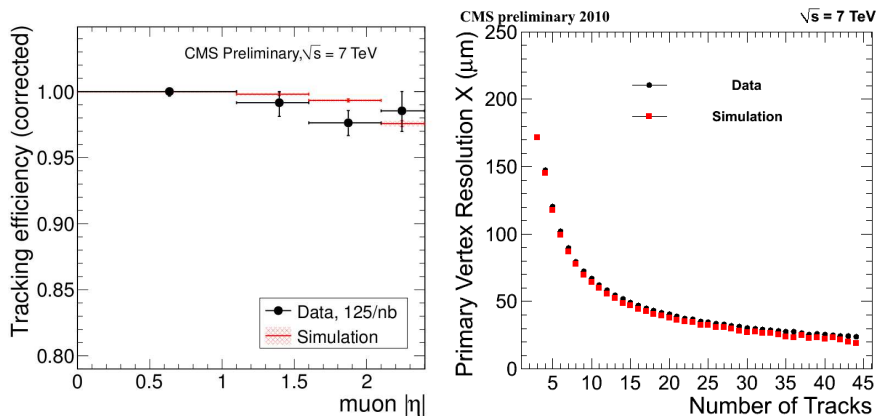 CMS Preliminary,√s = 7 TeV
Tracking efficiency (corrected)
1.00
0.95
0.90
0.85
0.80
Data, 125/nb
Simulation
0
0.5
1
1.5
2
muon |η|
CMS preliminary 2010
√s = 7 TeV
Primary Vertex Resolution X (μm)
250
200
150
100
50
0
Data
Simulation
5
10
15
20
25
30
35
40
45
Number of Tracks